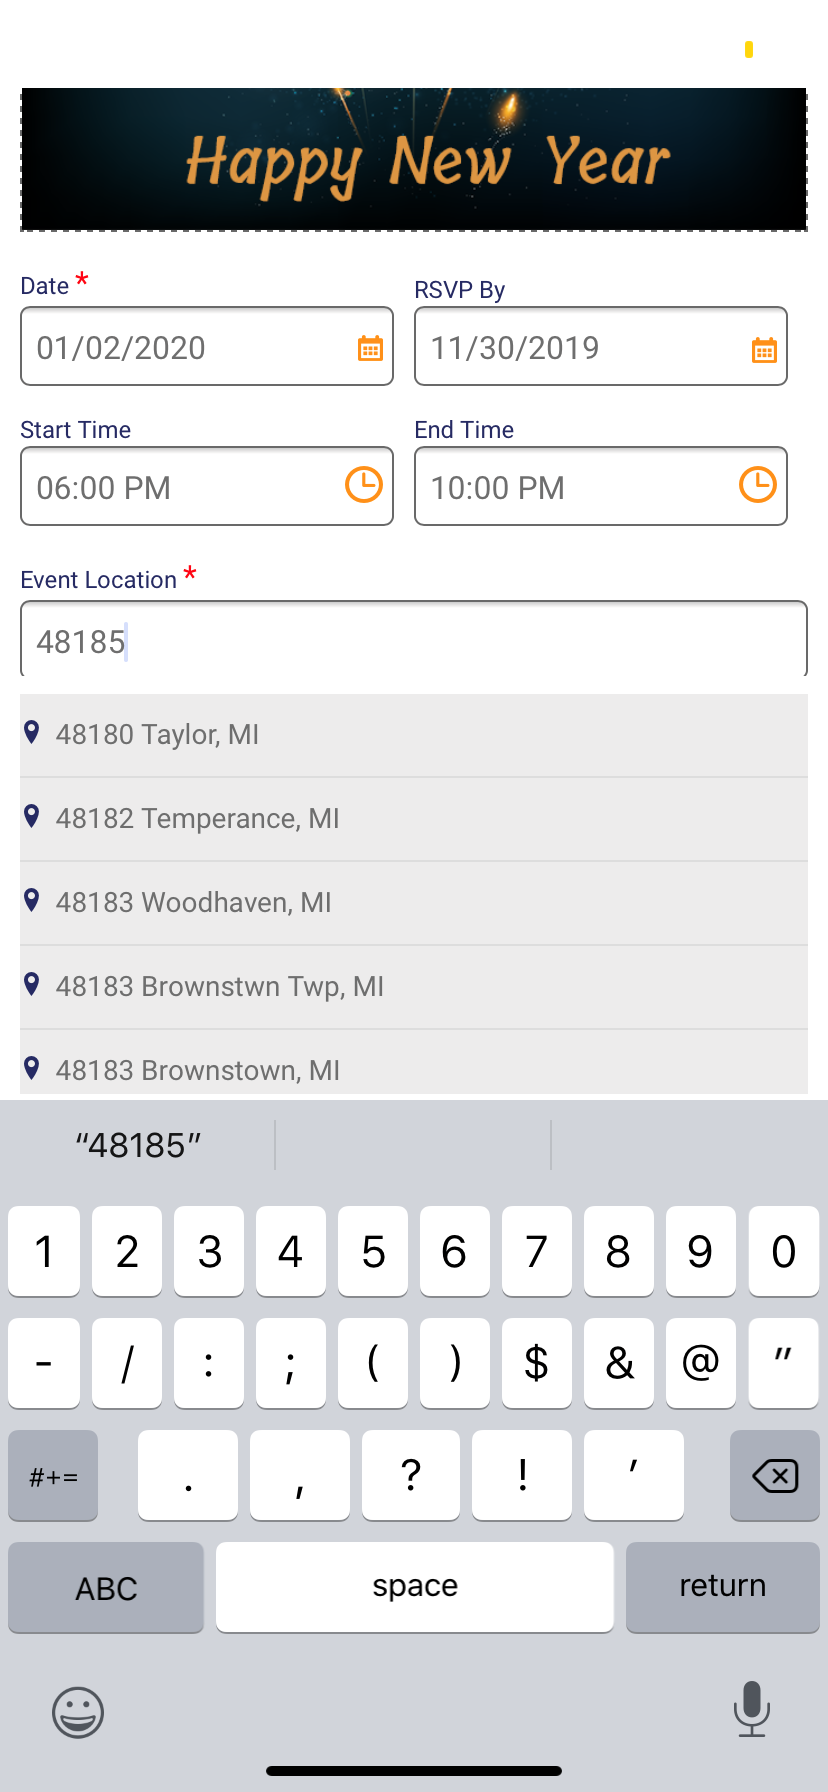 Happy New Year
Date *
RSVP By
01/02/2020
11/30/2019
Start Time
End Time
06:00 PM
10:00 PM
Event Location *
48185
48180 Taylor, MI
48182 Temperance, MI
48183 Woodhaven, MI
48183 Brownstwn Twp, MI
48183 Brownstown, MI
“48185”
1 2 3 4 5 6 7 8 9 0
- / : ; ( ) $ & @ "
#+= . , ? ! '
ABC space return